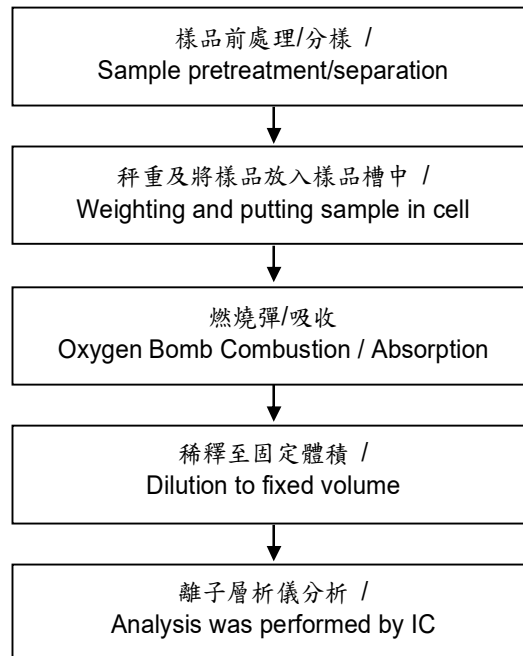 樣品前處理/分樣 /
Sample pretreatment/separation
秤重及將樣品放入樣品槽中 /
Weighting and putting sample in cell
燃燒彈/吸收
Oxygen Bomb Combustion / Absorption
稀釋至固定體積 /
Dilution to fixed volume
離子層析儀分析 /
Analysis was performed by IC